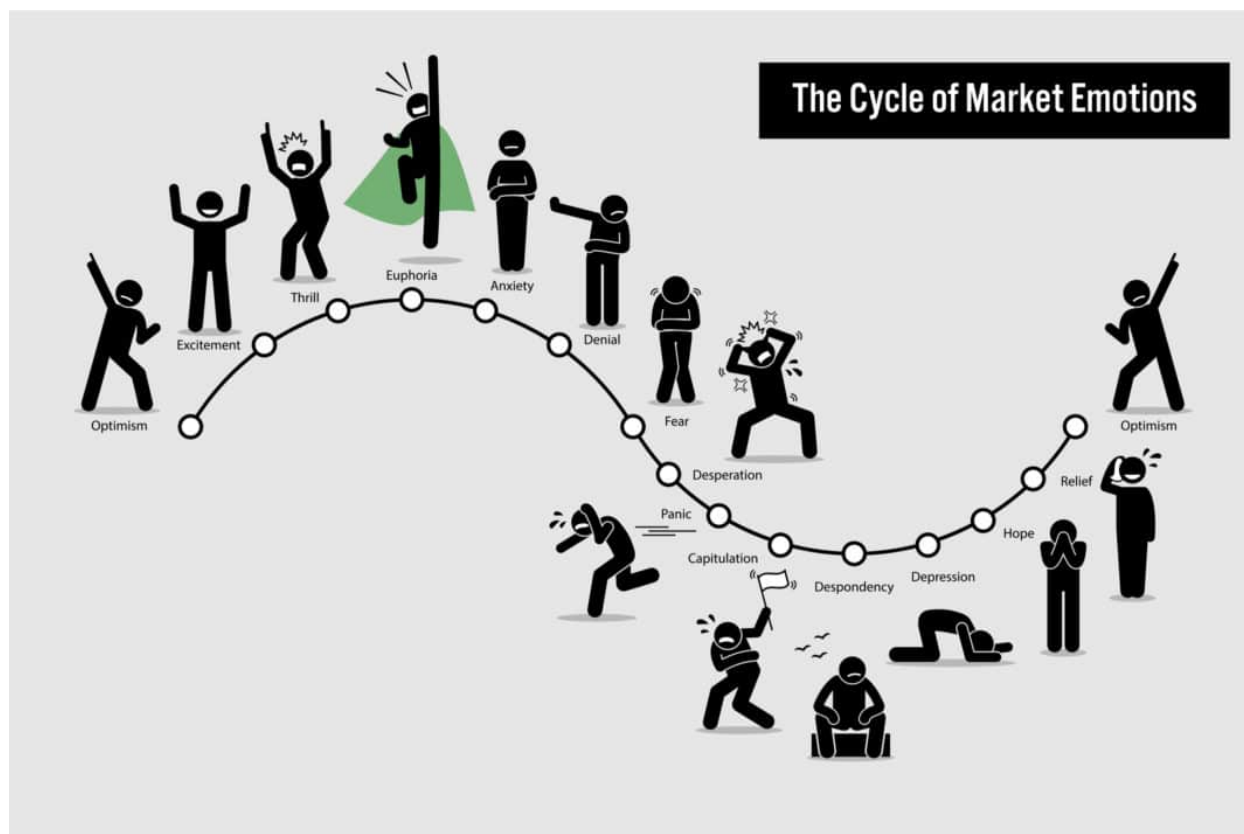 The Cycle of Market Emotions
Optimism
Excitement
Thrill
Euphoria
Anxiety
Denial
Fear
Desperation
Panic
Capitulation
Despondency
Depression
Hope
Relief
Optimism